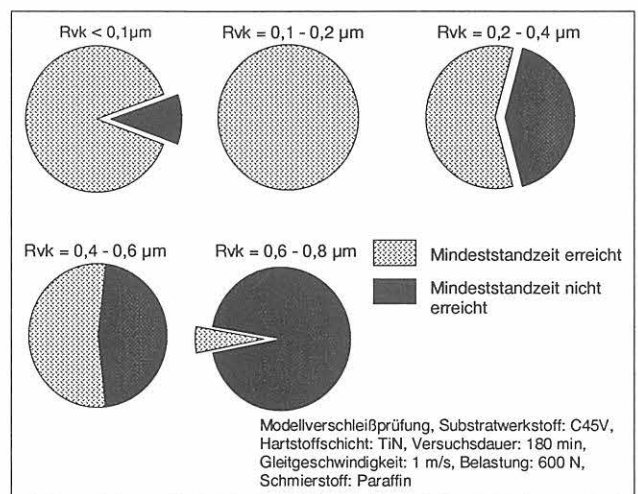 Rvk < 0,1µm
Rvk = 0,1 - 0,2 µm
Rvk = 0,2 - 0,4 µm
Rvk = 0,4 - 0,6 µm
Rvk = 0,6 - 0,8 µm
Mindeststandzeit erreicht
Mindeststandzeit nicht
erreicht
Modellverschleißprüfung, Substratwerkstoff: C45V,
Hartstoffschicht: TiN, Versuchsdauer: 180 min,
Gleitgeschwindigkeit: 1 m/s, Belastung: 600 N,
Schmierstoff: Paraffin